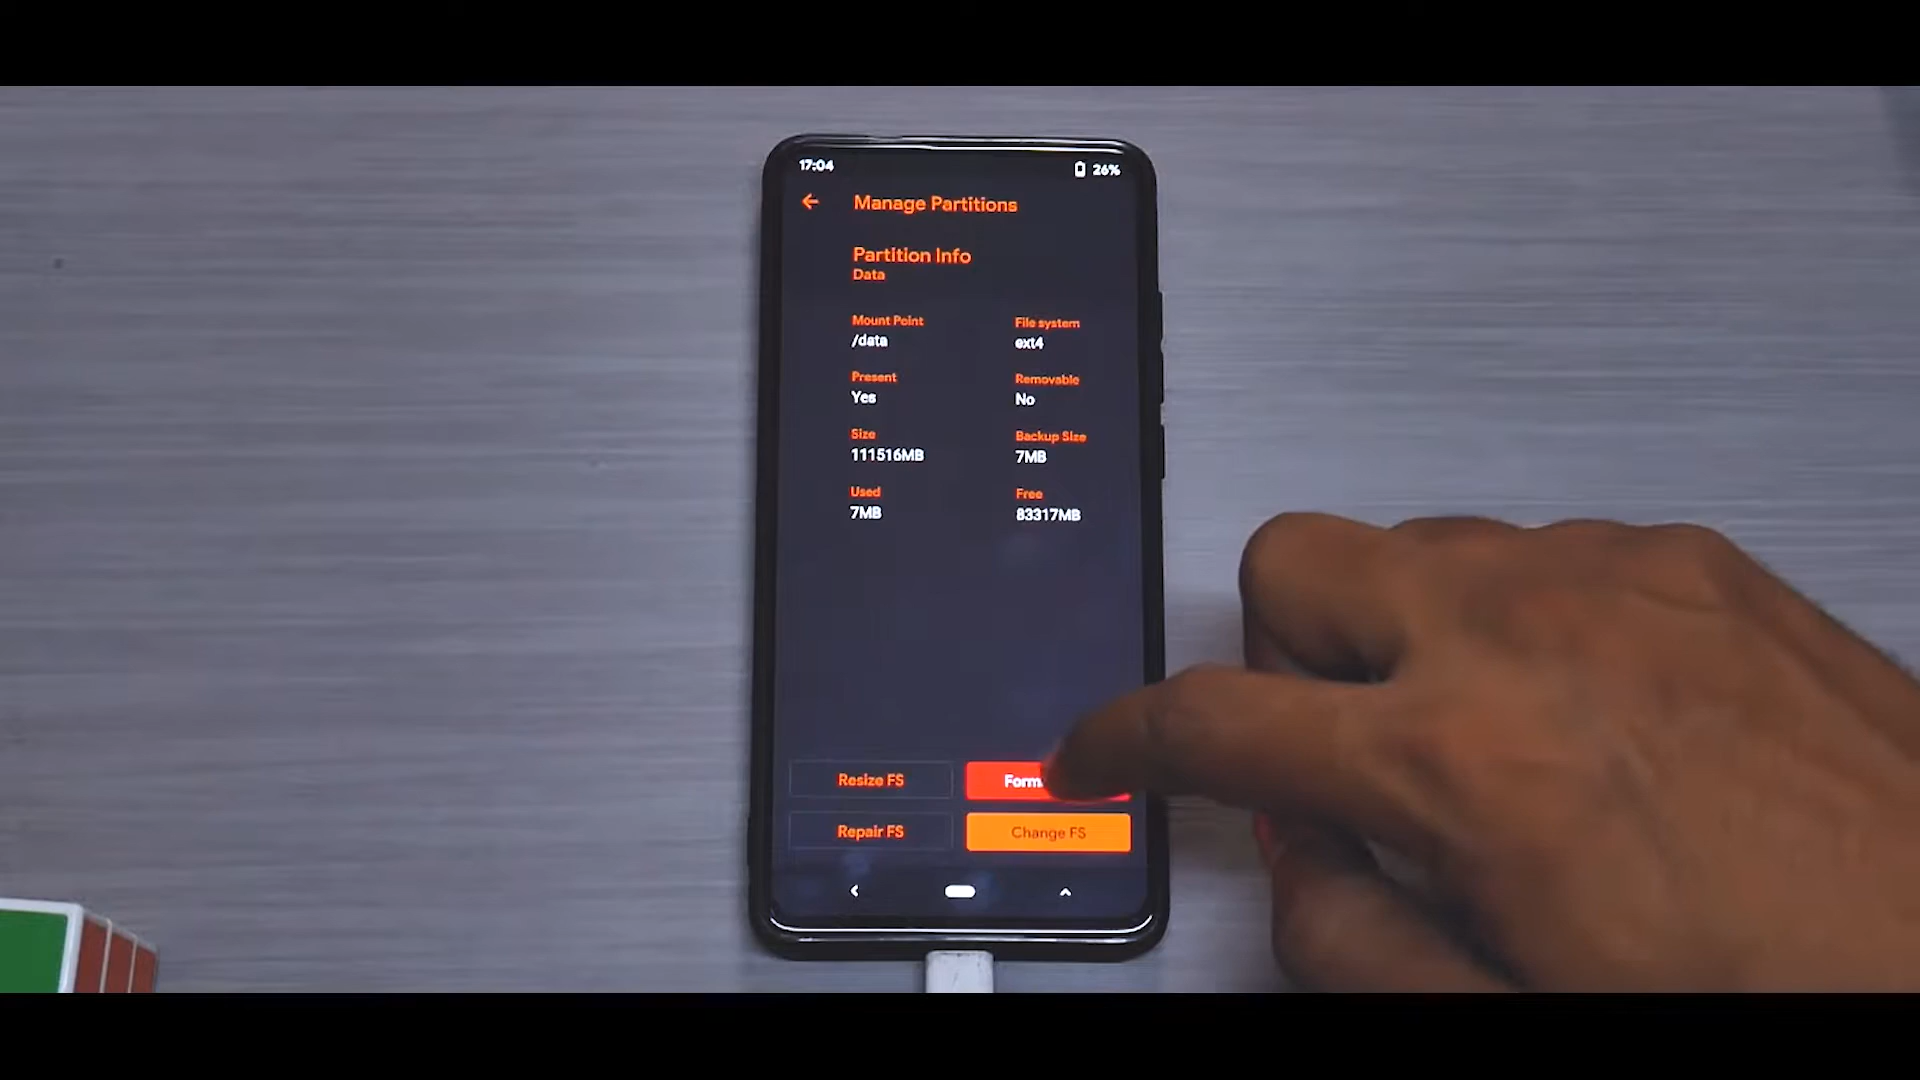 17:04
26%
Manage Partitions
Partition Info
Data
Mount Point
File system
/data
ext4
Present
Removable
Yes
No
Size
Backup Size
111516MB
7MB
Used
Free
7MB
83317MB
Resize FS
Repair FS
Change FS